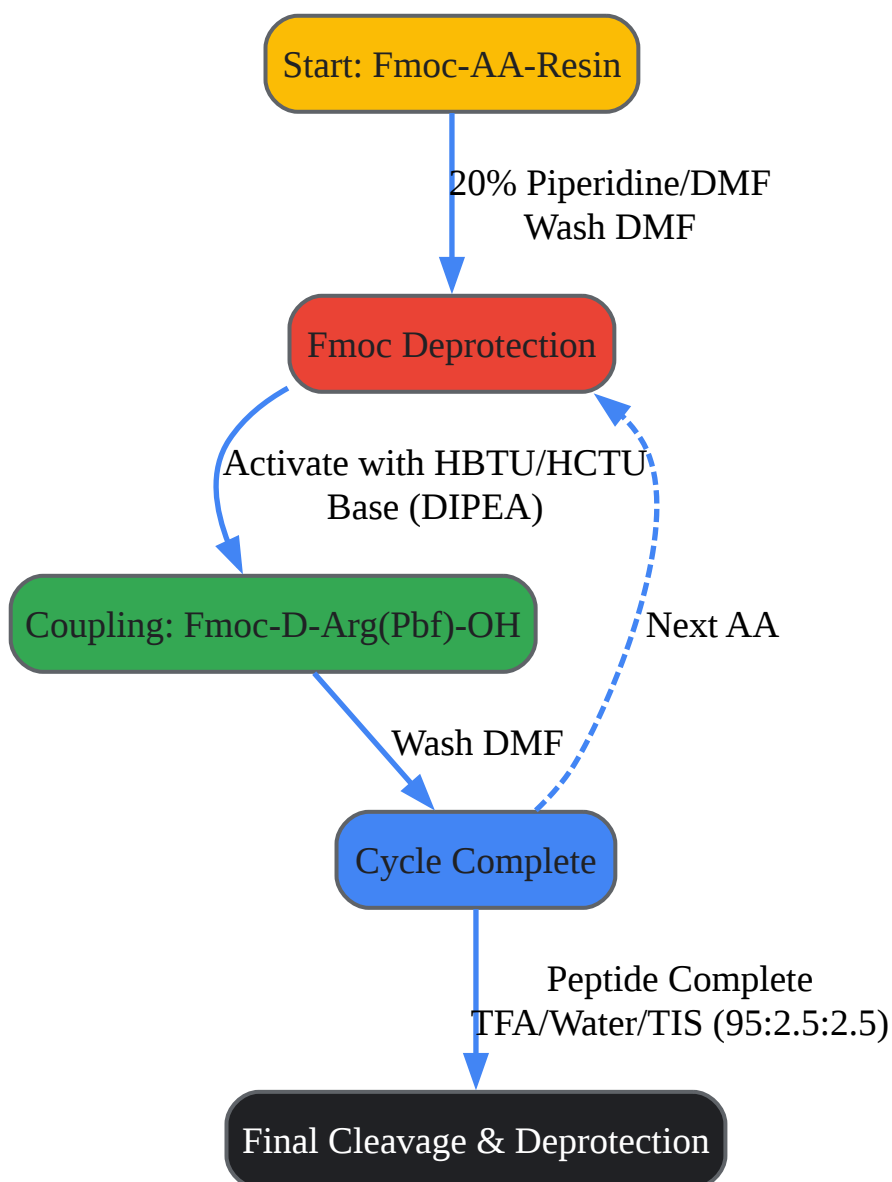 Start: Fmoc-AA-Resin
20% Piperidine/DMF
Wash DMF
Fmoc Deprotection
Activate with HBTU/HCTU
Base (DIPEA)
Coupling: Fmoc-D-Arg(Pbf)-OH
Next AA
Wash DMF
Cycle Complete
Peptide Complete
TFA/Water/TIS (95:2.5:2.5)
Final Cleavage & Deprotection